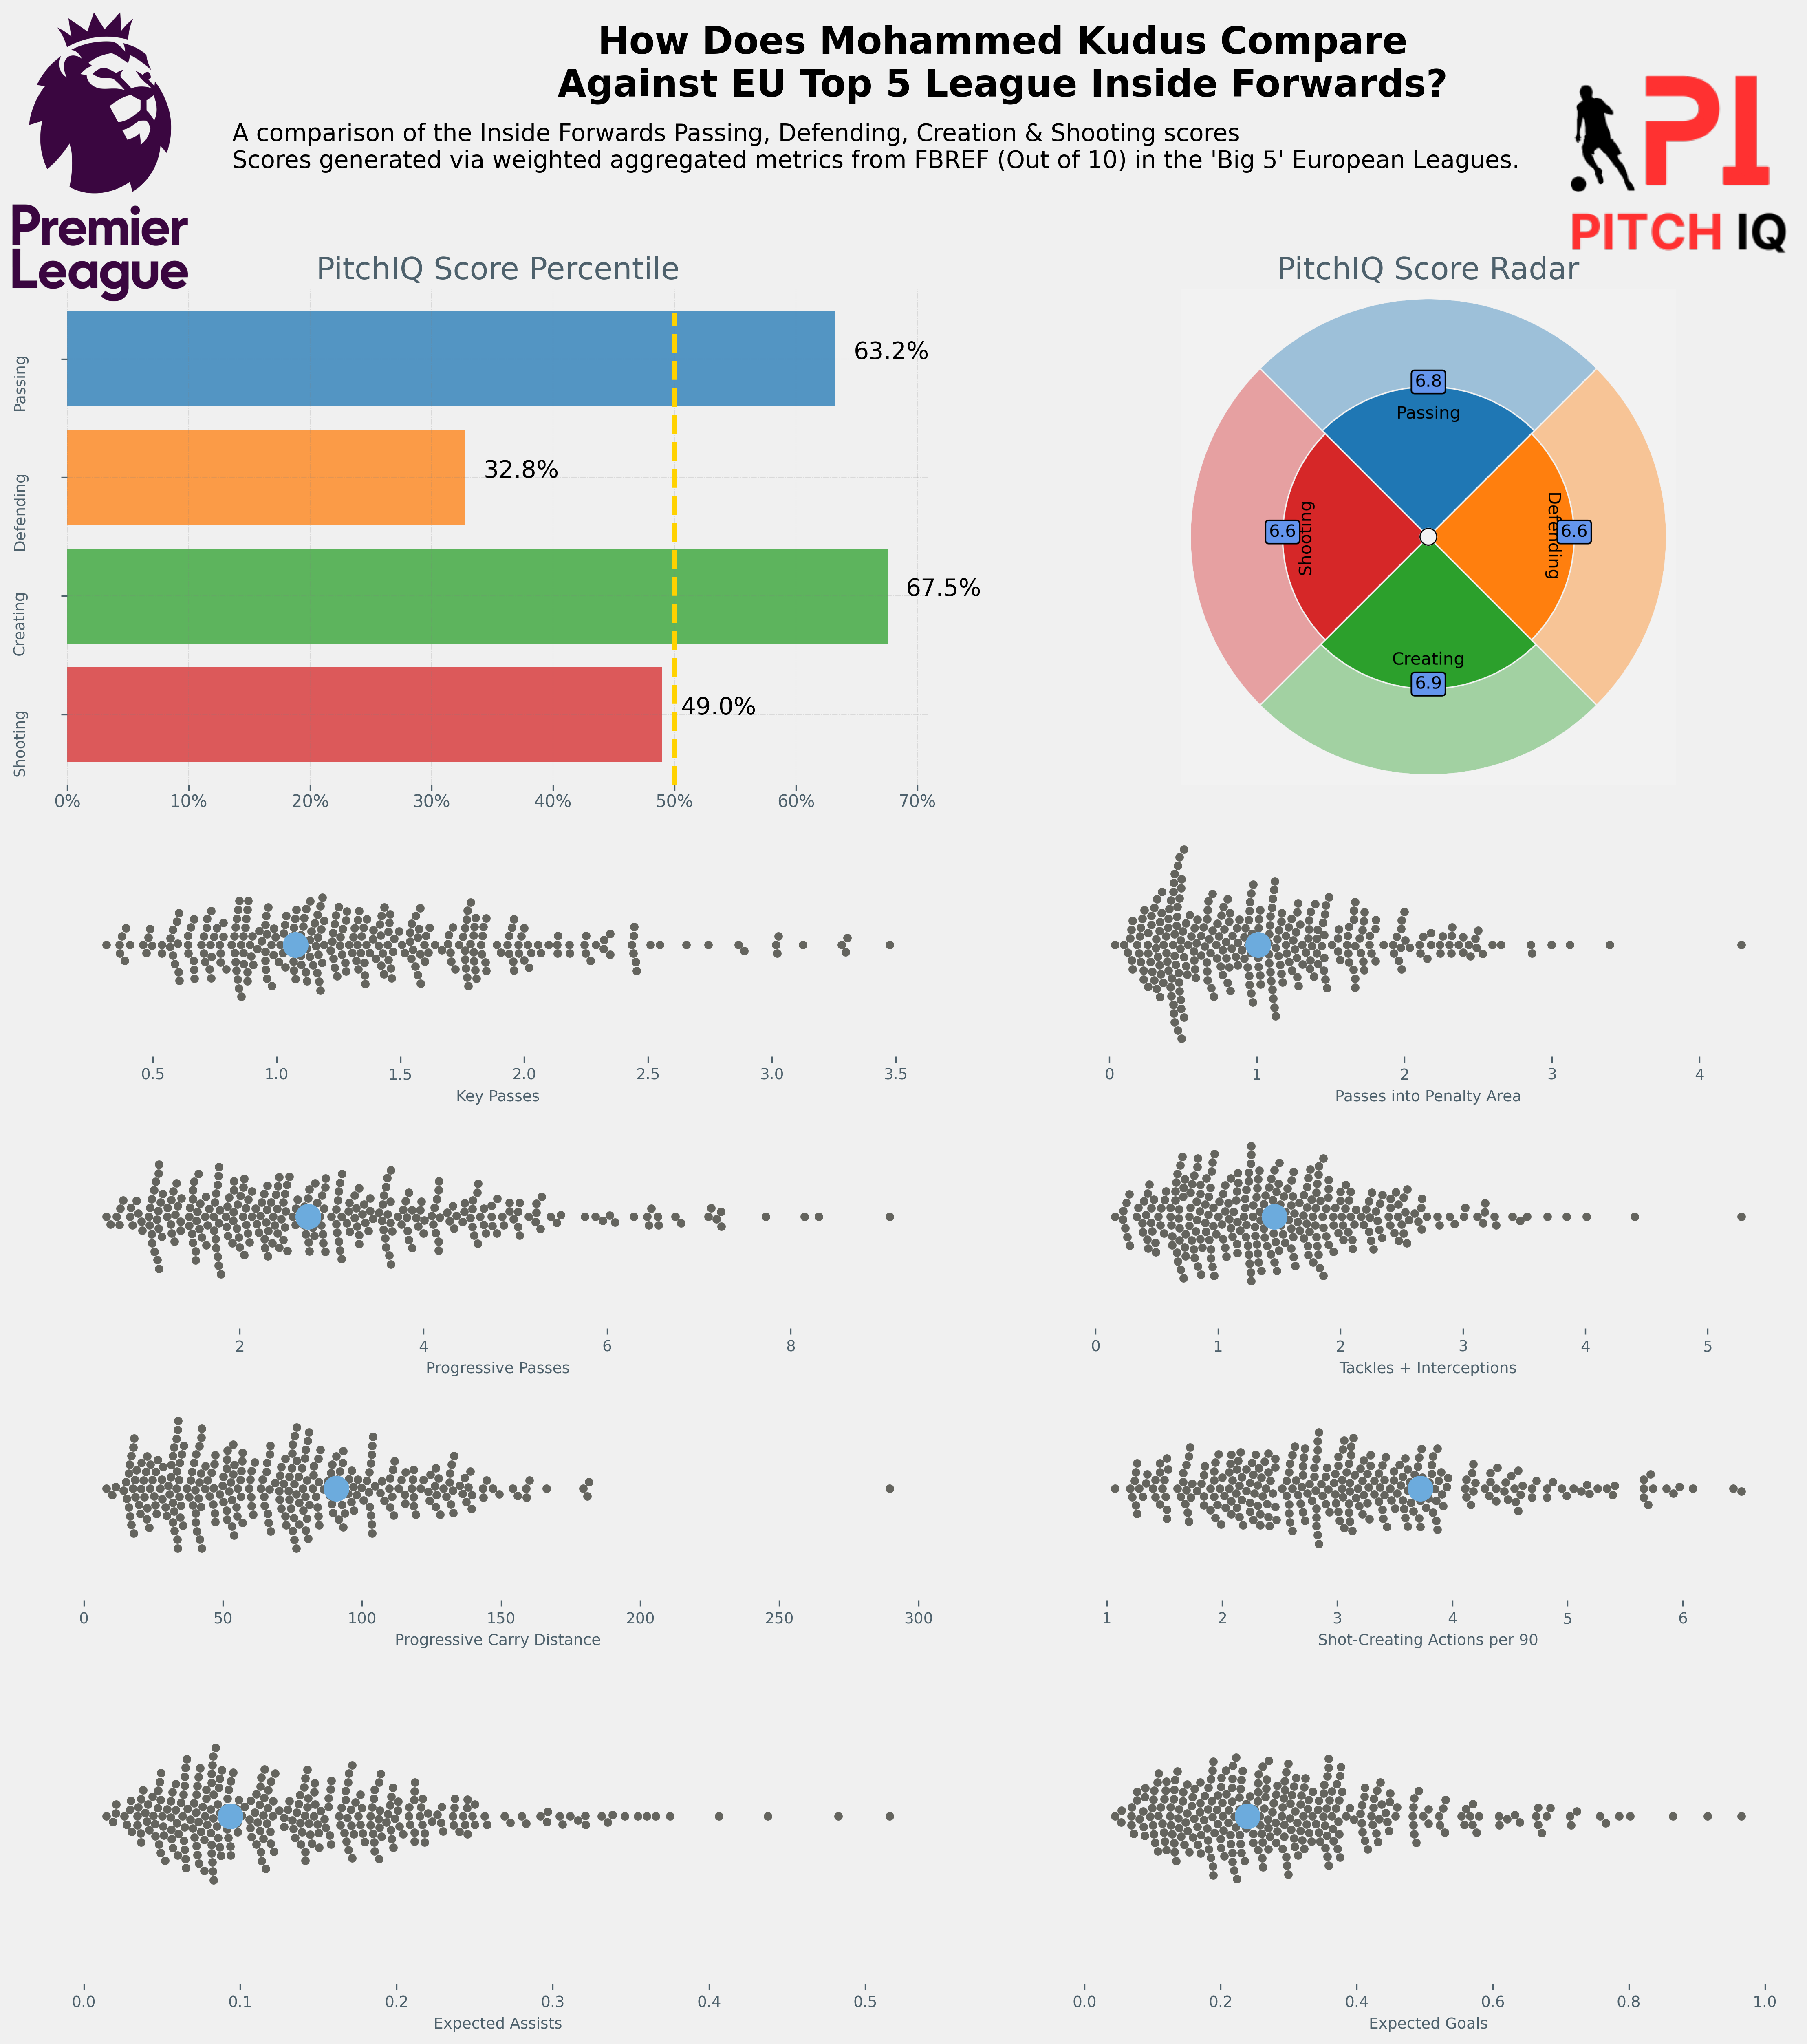 How Does Mohammed Kudus Compare
Against EU Top 5 League Inside Forwards?
A comparison of the Inside Forwards Passing, Defending, Creation & Shooting scores
Scores generated via weighted aggregated metrics from FBREF (Out of 10) in the 'Big 5' European Leagues.
Premier
League
PI
PITCH IQ
PitchIQ Score Percentile
Passing
63.2%
Defending
32.8%
Creating
67.5%
Shooting
49.0%
0% 10% 20% 30% 40% 50% 60% 70%
PitchIQ Score Radar
6.8
Passing
6.6
Shooting
Defending
6.6
Creating
6.9
0.5 1.0 1.5 2.0 2.5 3.0 3.5
Key Passes
0 1 2 3 4
Passes into Penalty Area
2 4 6 8
Progressive Passes
0 1 2 3 4 5
Tackles + Interceptions
0 50 100 150 200 250 300
Progressive Carry Distance
1 2 3 4 5 6
Shot-Creating Actions per 90
0.0 0.1 0.2 0.3 0.4 0.5
Expected Assists
0.0 0.2 0.4 0.6 0.8 1.0
Expected Goals